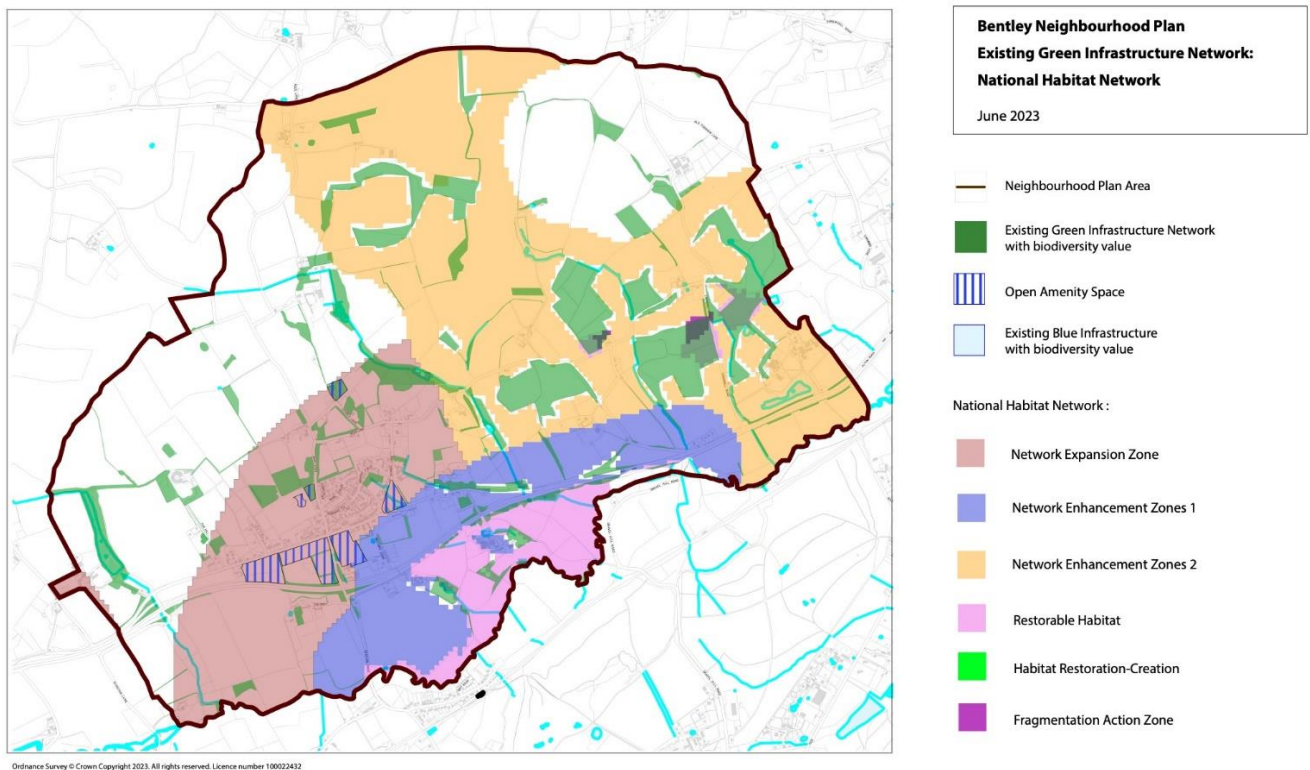 Bentley Neighbourhood Plan
Existing Green Infrastructure Network:
National Habitat Network
June 2023
Neighbourhood Plan Area
Existing Green Infrastructure Network
with biodiversity value
Open Amenity Space
Existing Blue Infrastructure
with biodiversity value
National Habitat Network :
Network Expansion Zone
Network Enhancement Zones 1
Network Enhancement Zones 2
Restorable Habitat
Habitat Restoration-Creation
Fragmentation Action Zone
Ordnance Survey © Crown Copyright 2023. All rights reserved. Licence number 100022432